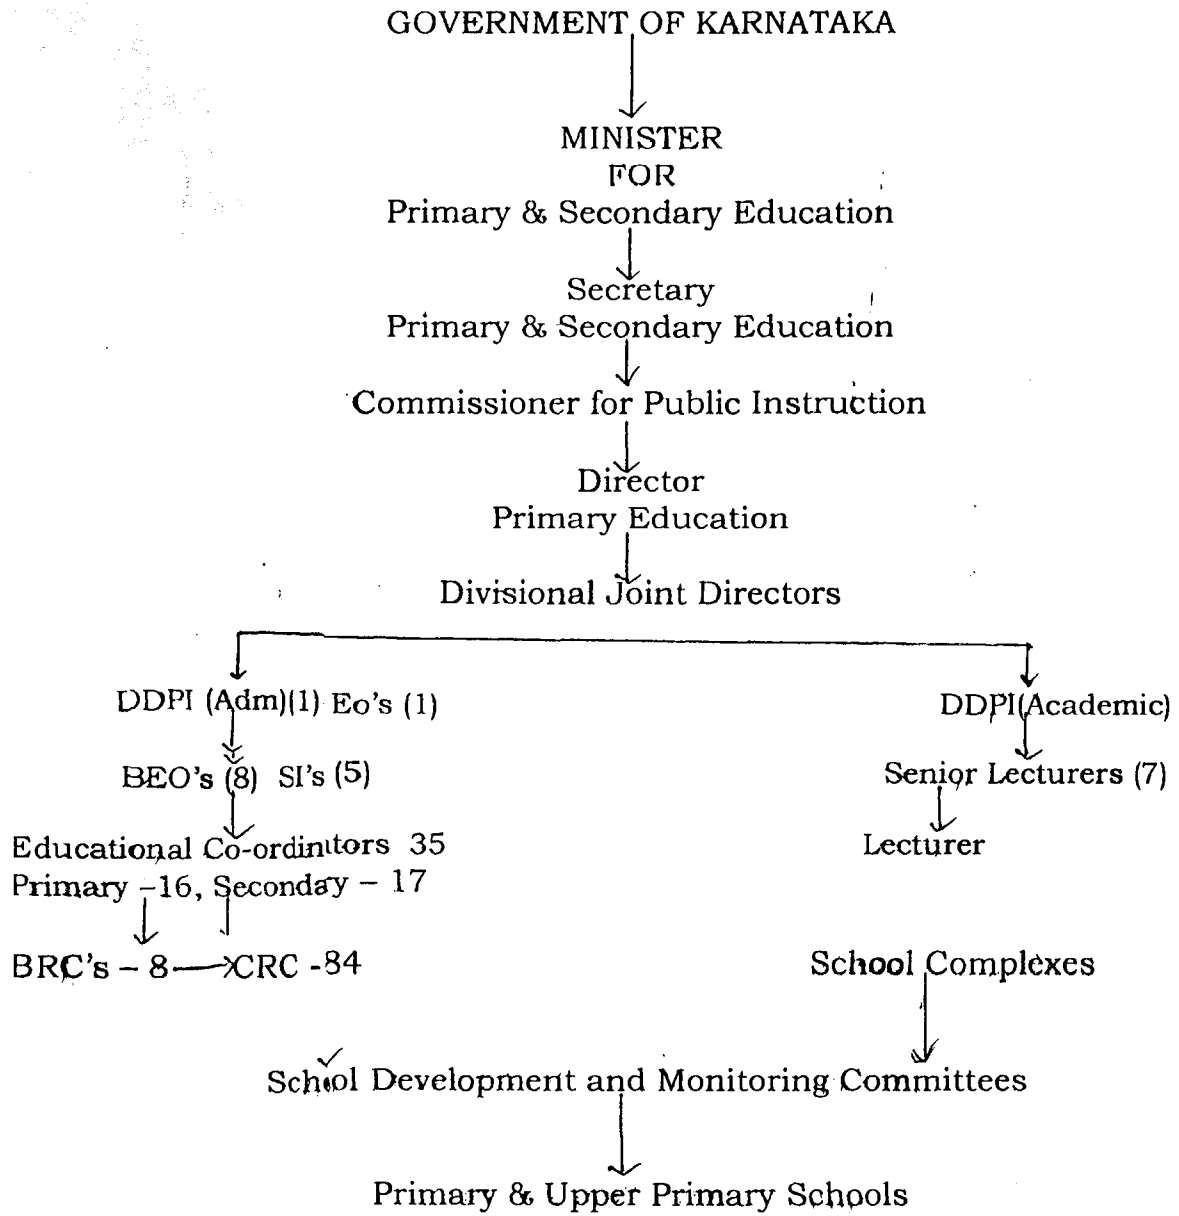 GOVERNMENT OF KARNATAKA
MINISTER
FOR
Primary & Secondary Education
Secretary
Primary & Secondary Education
Commissioner for Public Instruction
Director
Primary Education
Divisional Joint Directors
DDPI (Adm)(1) Eo's (1)
DDPI(Academic)
BEO's (8) SI's (5)
Senior Lecturers (7)
Educational Co-ordinitors 35
Lecturer
Primary -16, Seconday - 17
BRC's - 8 CRC -84
School Complexes
School Development and Monitoring Committees
Primary & Upper Primary Schools